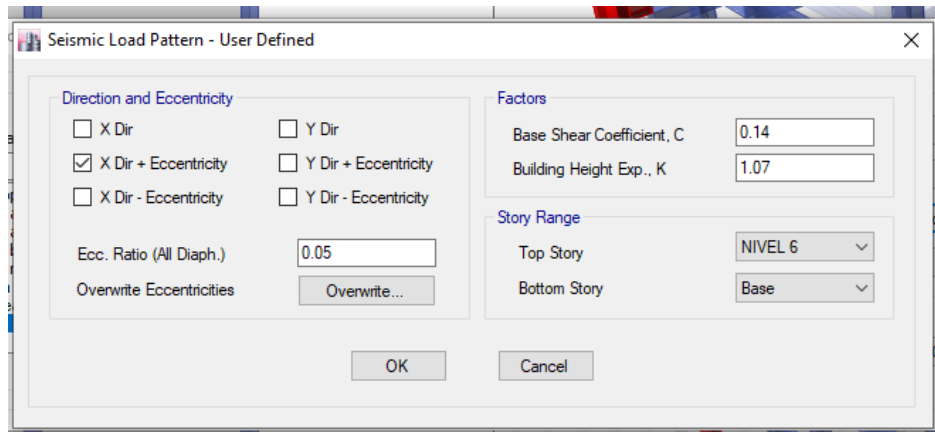 Seismic Load Pattern - User Defined
Direction and Eccentricity
X Dir
Y Dir
X Dir + Eccentricity
Y Dir + Eccentricity
X Dir - Eccentricity
Y Dir - Eccentricity
Ecc. Ratio (All Diaph.)
0.05
Overwrite Eccentricities
Overwrite...
Factors
Base Shear Coefficient, C
0.14
Building Height Exp., K
1.07
Story Range
Top Story
NIVEL 6
Bottom Story
Base
OK
Cancel